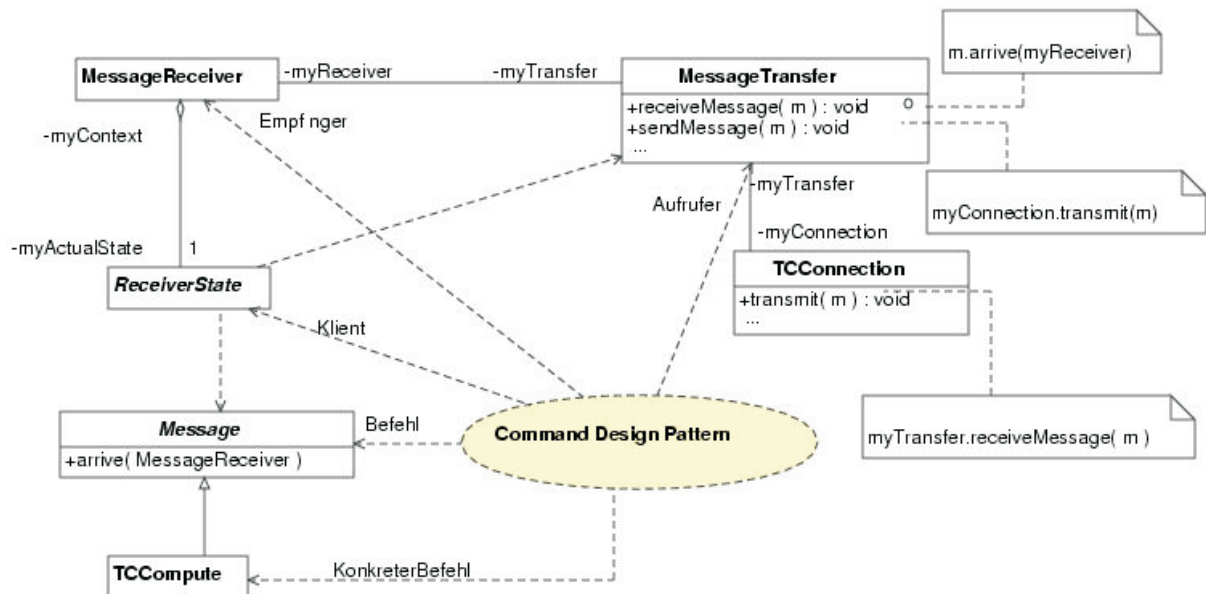 m.arrive(myReceiver)
MessageReceiver
-myReceiver
-myTransfer
MessageTransfer
+receiveMessage( m ) : void
+sendMessage( m ) : void
...
Empf nger
-myContext
myConnection.transmit(m)
-myTransfer
Aufrufer
-myConnection
-myActualState
1
ReceiverState
TCConnection
+transmit( m ) : void
...
Klient
Message
+arrive( MessageReceiver )
Befehl
Command Design Pattern
myTransfer.receiveMessage( m )
TCCompute
KonkreterBefehl